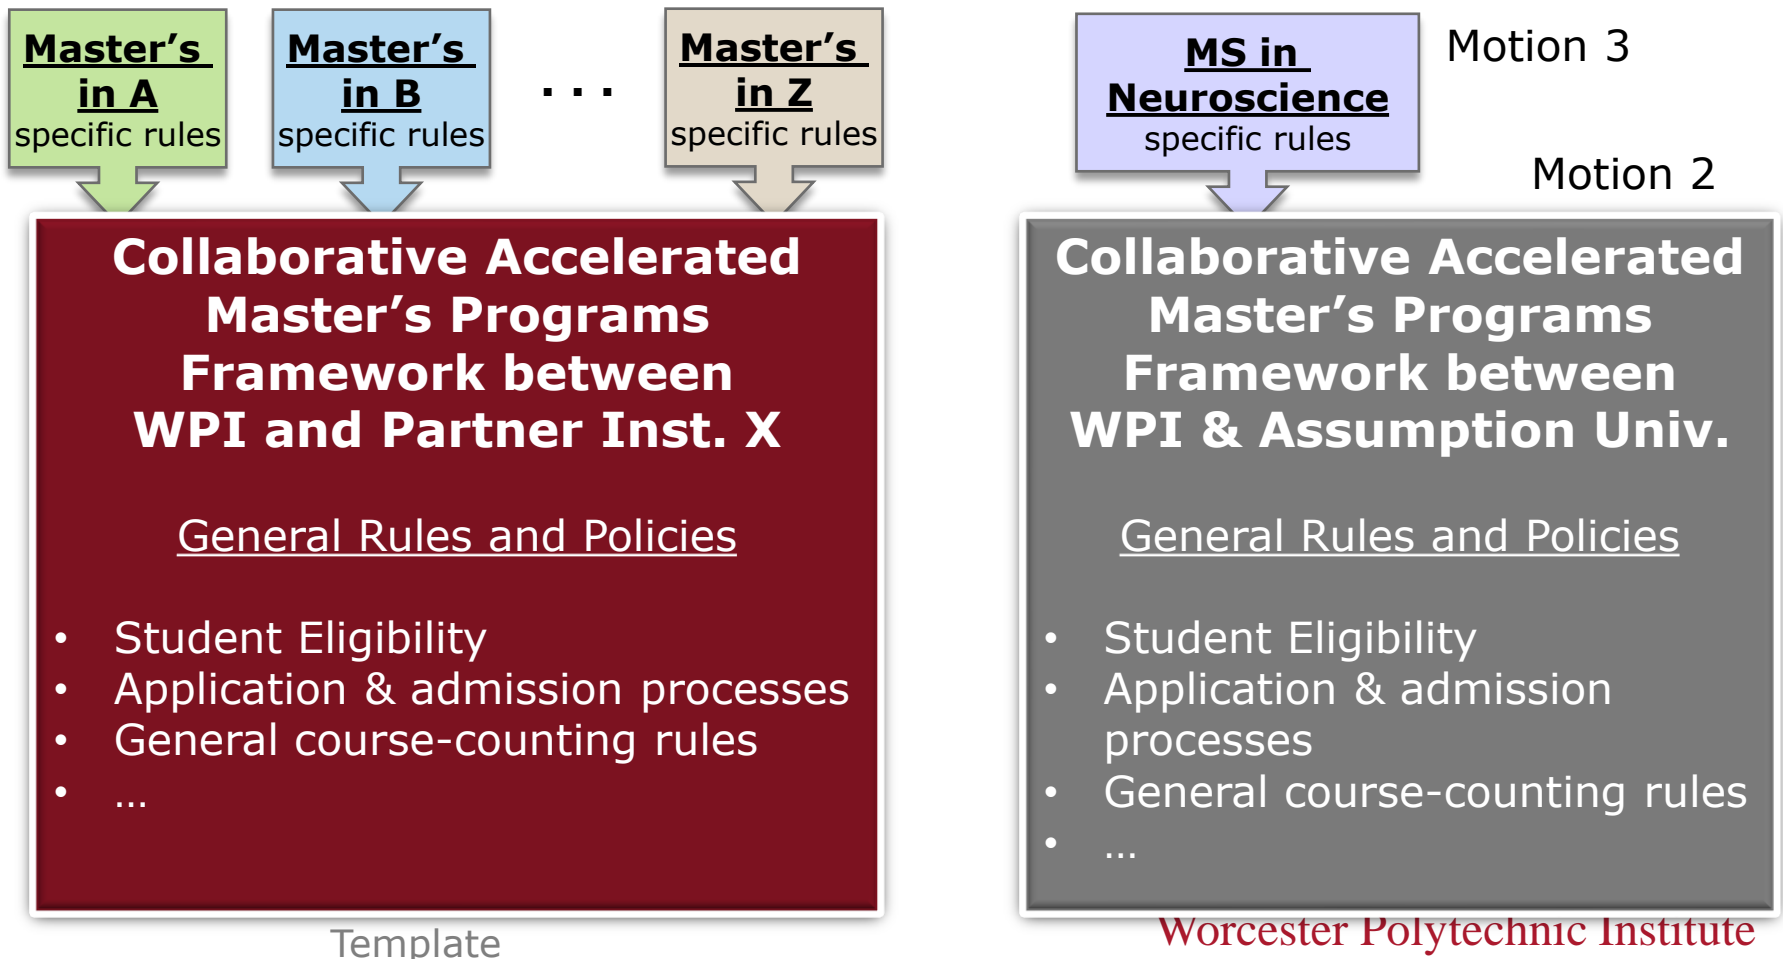 Master’s
in A
specific rules
Master’s
in B
specific rules
. . .
Master’s
in Z
specific rules
MS in
Neuroscience
specific rules
Motion 3
Motion 2
Collaborative Accelerated
Master’s Programs
Framework between
WPI and Partner Inst. X
General Rules and Policies
• Student Eligibility
• Application & admission processes
• General course-counting rules
• …
Template
Collaborative Accelerated
Master’s Programs
Framework between
WPI & Assumption Univ.
General Rules and Policies
• Student Eligibility
• Application & admission
processes
• General course-counting rules
• …
Worcester Polytechnic Institute